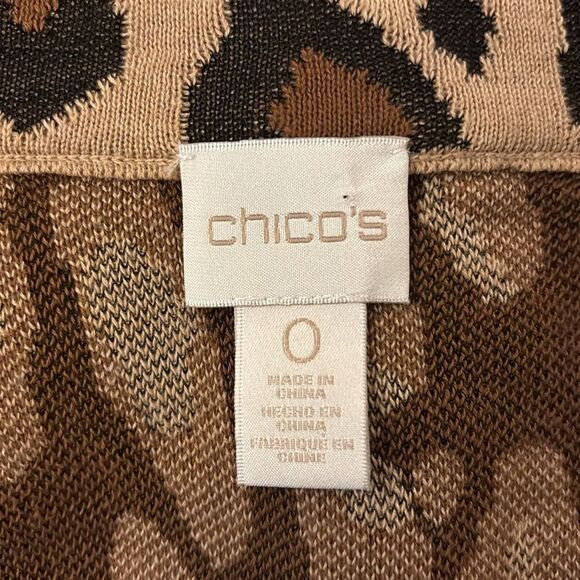 chico's
0
MADE IN
CHINA
HECHO EN
CHINA
FABRIQUÉ EN
CHINE